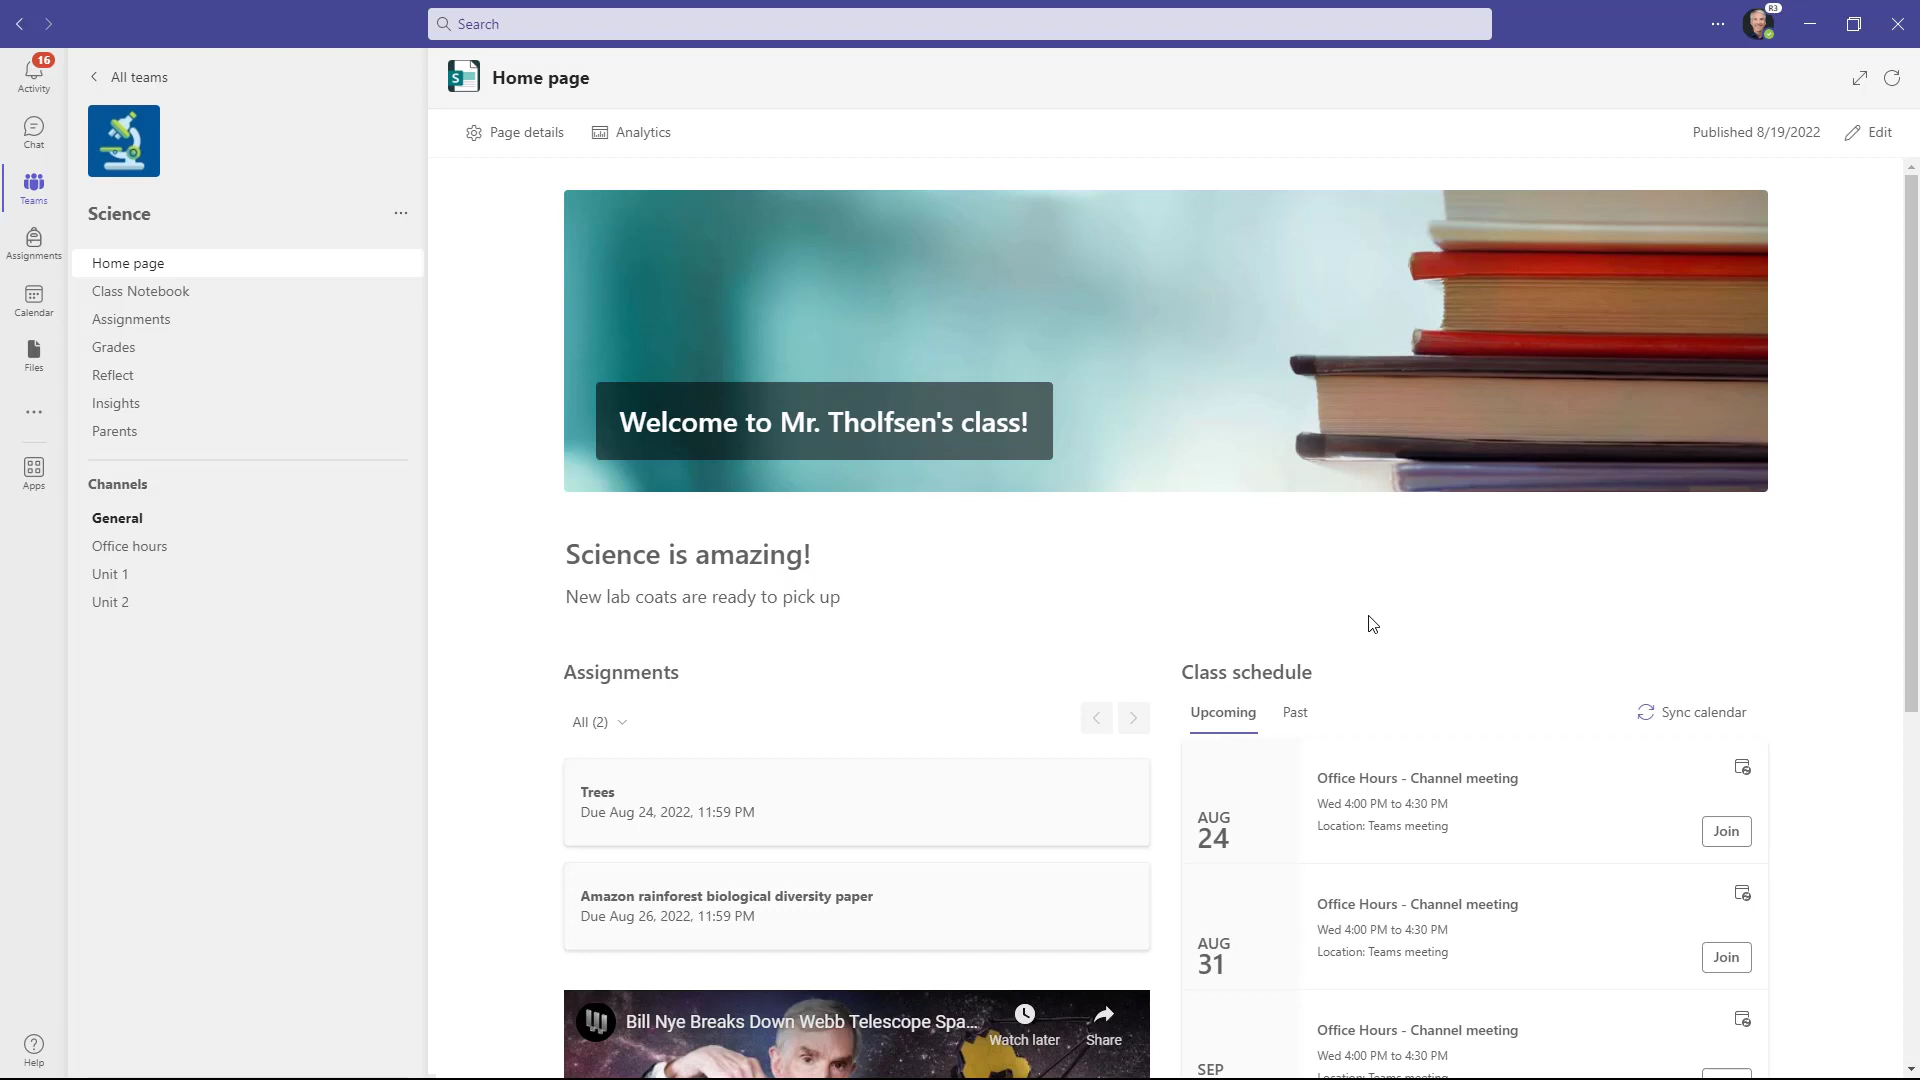 Search
R3
16
Activity
Chat
Teams
Assignments
Calendar
Files
Apps
Help
All teams
Science
Home page
Class Notebook
Assignments
Grades
Reflect
Insights
Parents
Channels
General
Office hours
Unit 1
Unit 2
S
Home page
Page details
Analytics
Published 8/19/2022
Edit
Welcome to Mr. Tholfsen's class!
Science is amazing!
New lab coats are ready to pick up
Assignments
All (2)
Trees
Due Aug 24, 2022, 11:59 PM
Amazon rainforest biological diversity paper
Due Aug 26, 2022, 11:59 PM
Bill Nye Breaks Down Webb Telescope Spa...
Watch later
Share
Class schedule
Upcoming
Past
Sync calendar
AUG
24
Office Hours - Channel meeting
Wed 4:00 PM to 4:30 PM
Location: Teams meeting
Join
AUG
31
Office Hours - Channel meeting
Wed 4:00 PM to 4:30 PM
Location: Teams meeting
Join
SEP
Office Hours - Channel meeting
Wed 4:00 PM to 4:30 PM
Location: Teams meeting